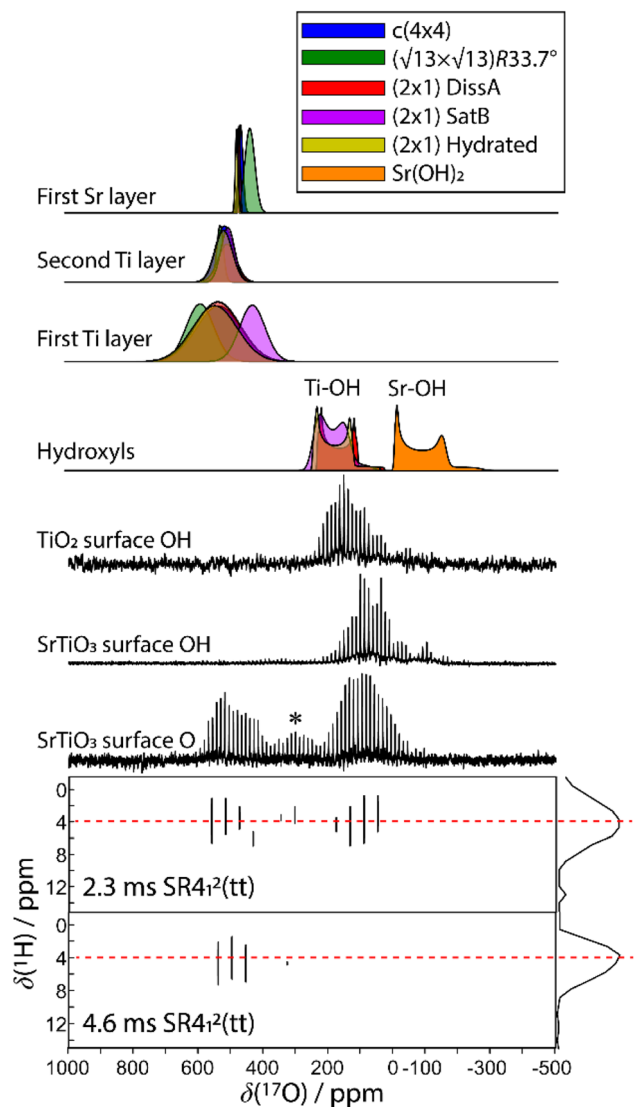 c(4x4)
(√13×√13)R33.7°
(2x1) DissA
(2x1) SatB
(2x1) Hydrated
Sr(OH)₂
First Sr layer
Second Ti layer
First Ti layer
Ti-OH Sr-OH
Hydroxyls
TiO₂ surface OH
SrTiO₃ surface OH
*
SrTiO₃ surface O
0
4
8
12
2.3 ms SR4₁²(tt)
δ(¹H) / ppm
0
4
8
12
4.6 ms SR4₁²(tt)
1000 800 600 400 200 0 -100 -300 -500
δ(¹⁷O) / ppm